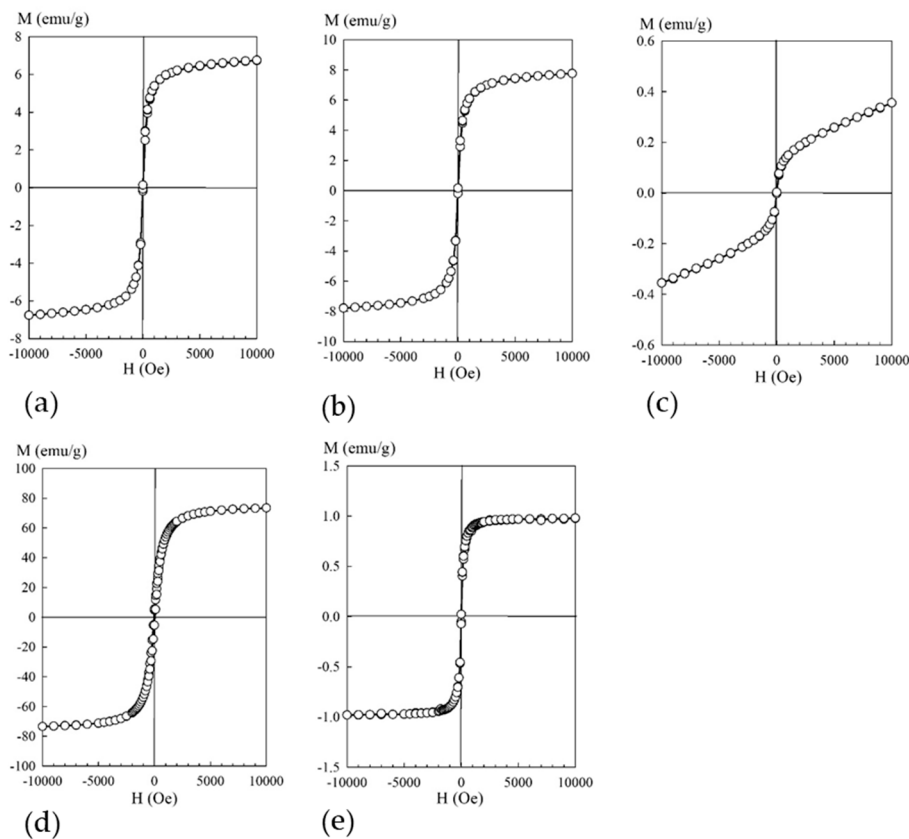 M (emu/g)
8
6
4
2
0
-2
-4
-6
-8
-10000 -5000 0 5000 10000
H (Oe)
(a)
M (emu/g)
10
8
6
4
2
0
-2
-4
-6
-8
-10
-10000 -5000 0 5000 10000
H (Oe)
(b)
M (emu/g)
0.6
0.4
0.2
0.0
-0.2
-0.4
-0.6
-10000 -5000 0 5000 10000
H (Oe)
(c)
M (emu/g)
100
80
60
40
20
0
-20
-40
-60
-80
-100
-10000 -5000 0 5000 10000
H (Oe)
(d)
M (emu/g)
1.5
1.0
0.5
0.0
-0.5
-1.0
-1.5
-10000 -5000 0 5000 10000
H (Oe)
(e)